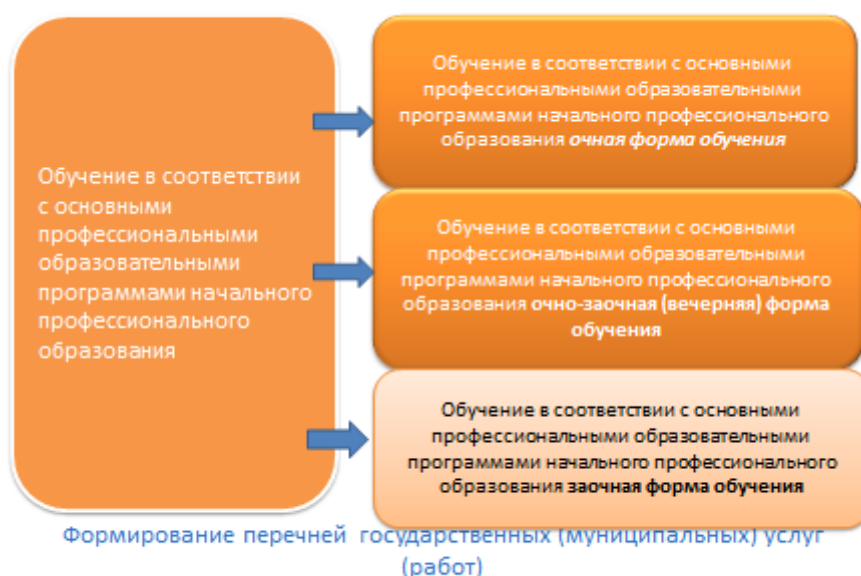 Обучение в соответствии
с основными
профессиональными
образовательными
программами начального
профессионального
образования
Обучение в соответствии с основными
профессиональными образовательными
программами начального профессионального
образования очная форма обучения
Обучение в соответствии с основными
профессиональными образовательными
программами начального профессионального
образования очно-заочная (вечерняя) форма
обучения
Обучение в соответствии с основными
профессиональными образовательными
программами начального профессионального
образования заочная форма обучения
Формирование перечней государственных (муниципальных) услуг
(работ)